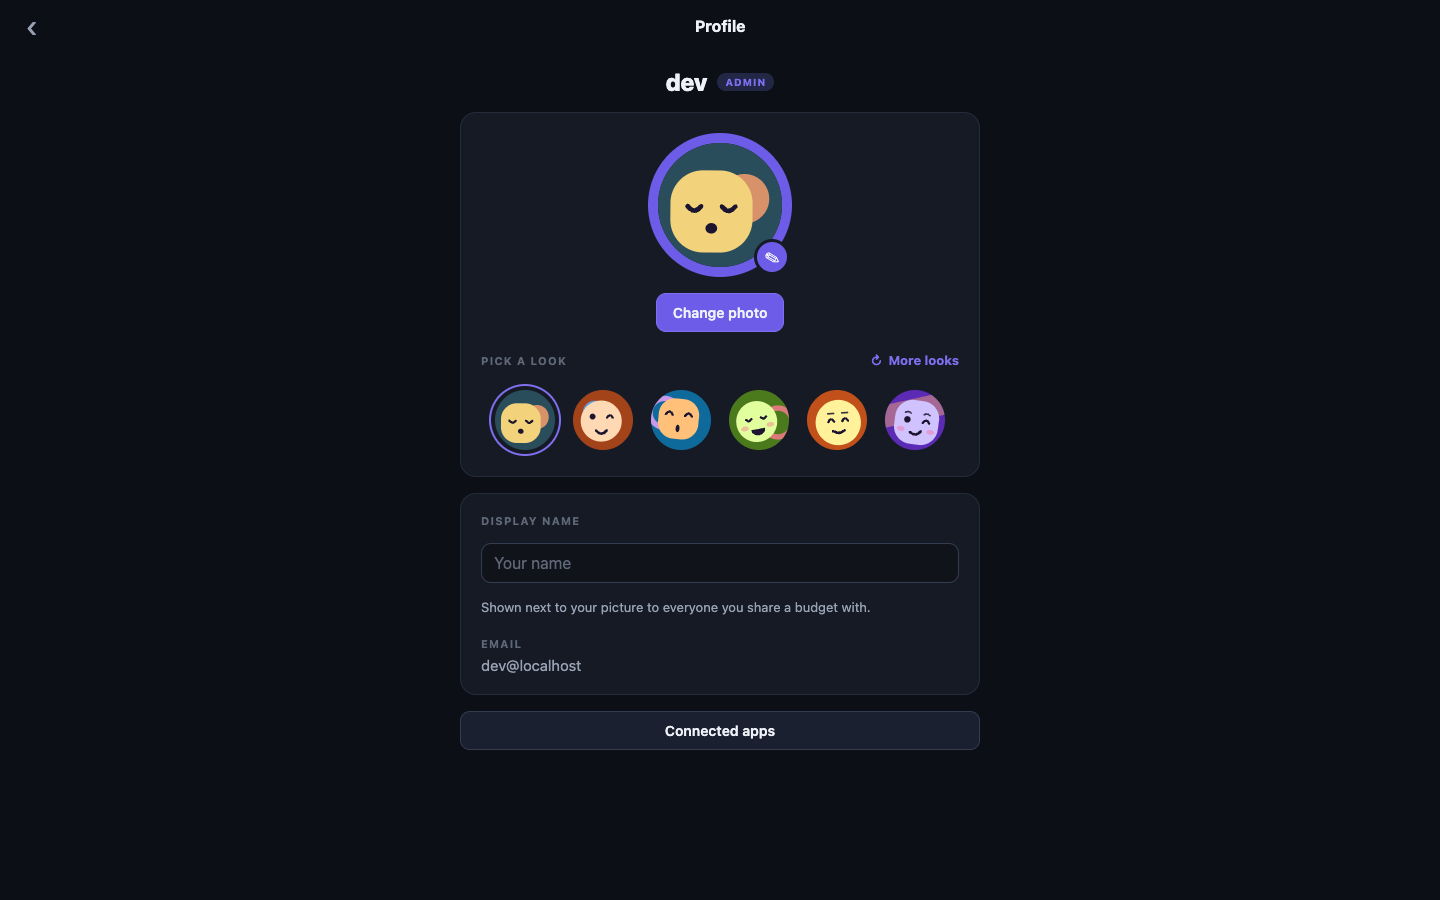 Profile
dev ADMIN
Change photo
PICK A LOOK
More looks
DISPLAY NAME
Your name
Shown next to your picture to everyone you share a budget with.
EMAIL
dev@localhost
Connected apps